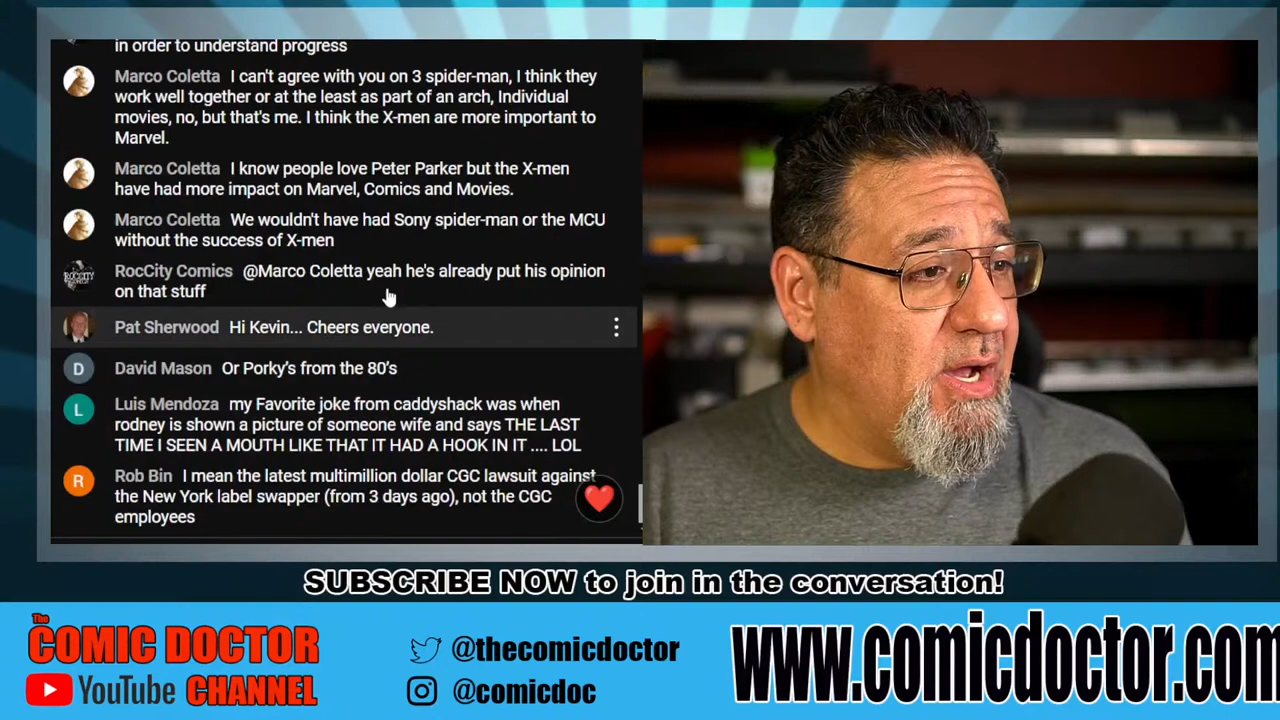 in order to understand progress
Marco Coletta I can't agree with you on 3 spider-man, I think they
work well together or at the least as part of an arch, Individual
movies, no, but that's me. I think the X-men are more important to
Marvel.
Marco Coletta I know people love Peter Parker but the X-men
have had more impact on Marvel, Comics and Movies.
Marco Coletta We wouldn't have had Sony spider-man or the MCU
without the success of X-men
RocCity Comics @Marco Coletta yeah he's already put his opinion
on that stuff
Pat Sherwood Hi Kevin... Cheers everyone.
D David Mason Or Porky's from the 80's
L Luis Mendoza my Favorite joke from caddyshack was when
rodney is shown a picture of someone wife and says THE LAST
TIME I SEEN A MOUTH LIKE THAT IT HAD A HOOK IN IT .... LOL
R Rob Bin I mean the latest multimillion dollar CGC lawsuit against
the New York label swapper (from 3 days ago), not the CGC
employees
SUBSCRIBE NOW to join in the conversation!
The
COMIC DOCTOR
YouTube CHANNEL
@thecomicdoctor
@comicdoc
www.comicdoctor.com